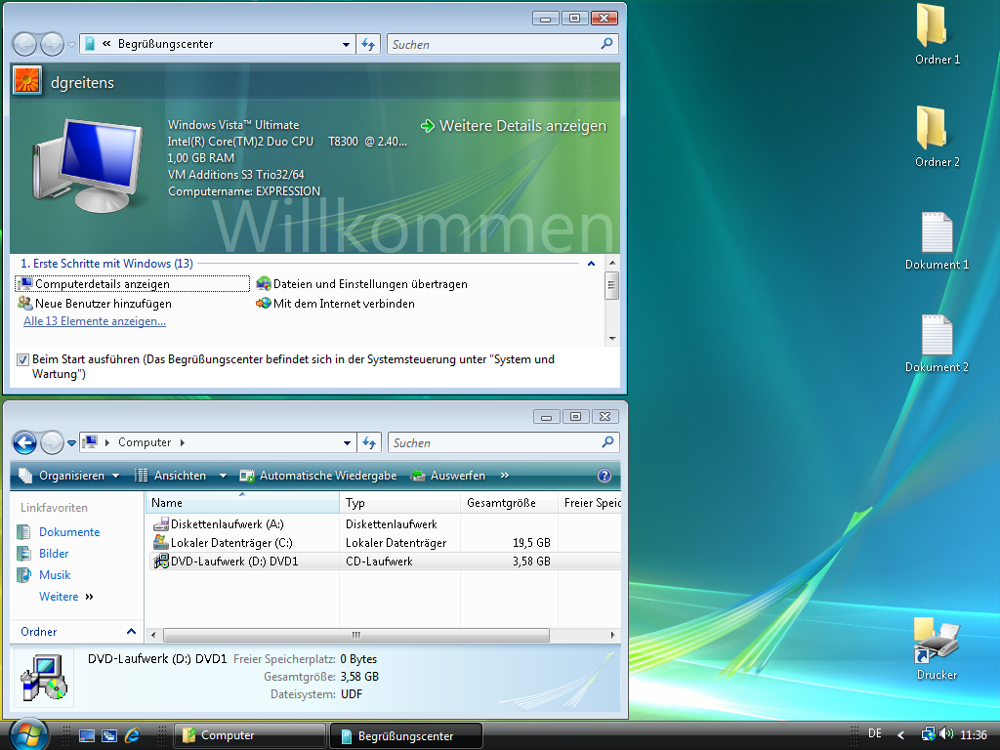 « Begrüßungscenter
Suchen
dgreitens
Windows Vista™ Ultimate
Intel(R) Core(TM)2 Duo CPU T8300 @ 2.40...
1,00 GB RAM
VM Additions S3 Trio32/64
Computername: EXPRESSION
Weitere Details anzeigen
Willkommen
1. Erste Schritte mit Windows (13)
Computerdetails anzeigen
Dateien und Einstellungen übertragen
Neue Benutzer hinzufügen
Mit dem Internet verbinden
Alle 13 Elemente anzeigen...
Beim Start ausführen (Das Begrüßungscenter befindet sich in der Systemsteuerung unter "System und
Wartung")
Computer
Suchen
Organisieren Ansichten Automatische Wiedergabe Auswerfen »
Linkfavoriten
Dokumente
Bilder
Musik
Weitere »
Ordner
Name Typ Gesamtgröße Freier Speic
Diskettenlaufwerk (A:) Diskettenlaufwerk
Lokaler Datenträger (C:) Lokaler Datenträger 19,5 GB
DVD-Laufwerk (D:) DVD1 CD-Laufwerk 3,58 GB
DVD-Laufwerk (D:) DVD1 Freier Speicherplatz: 0 Bytes
Gesamtgröße: 3,58 GB
Dateisystem: UDF
Ordner 1
Ordner 2
Dokument 1
Dokument 2
Drucker
Computer
Begrüßungscenter
DE
11:36